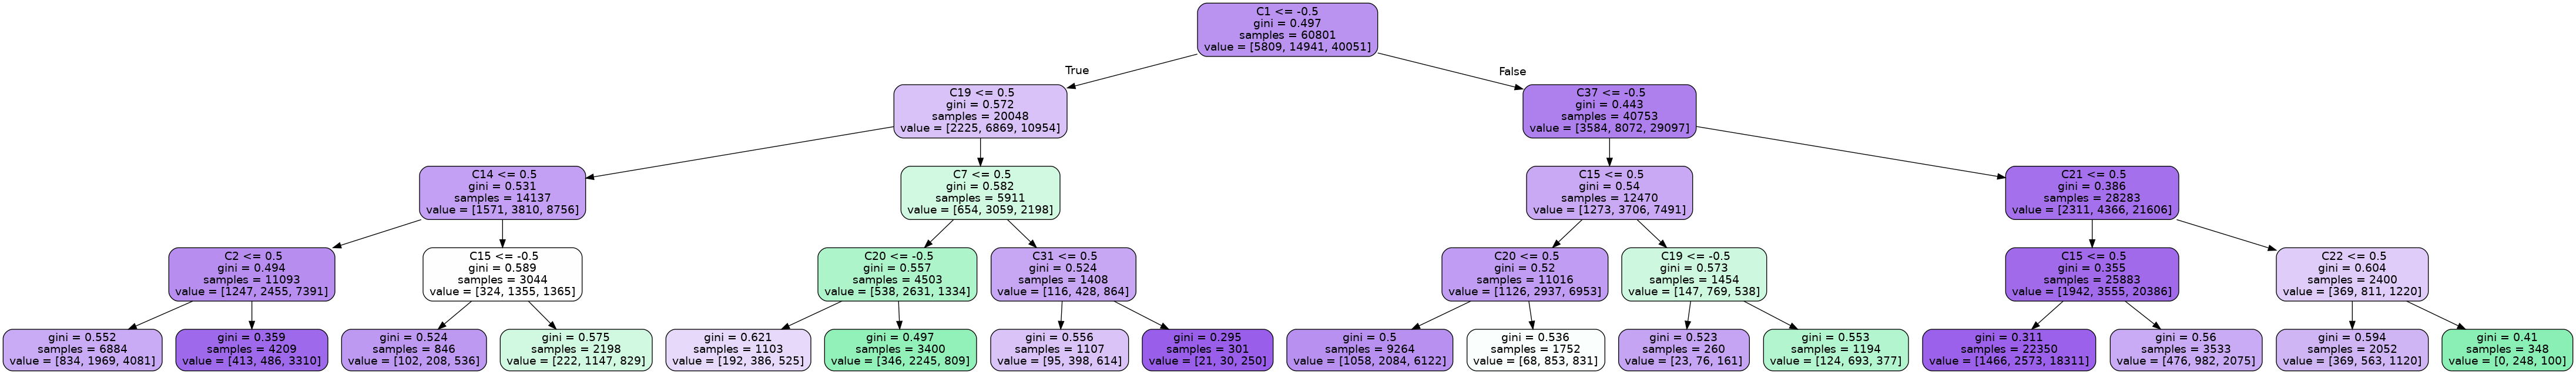 C1 <= -0.5
gini = 0.497
samples = 60801
value = [5809, 14941, 40051]
True
False
C19 <= 0.5
gini = 0.572
samples = 20048
value = [2225, 6869, 10954]
C37 <= -0.5
gini = 0.443
samples = 40753
value = [3584, 8072, 29097]
C14 <= 0.5
gini = 0.531
samples = 14137
value = [1571, 3810, 8756]
C7 <= 0.5
gini = 0.582
samples = 5911
value = [654, 3059, 2198]
C15 <= 0.5
gini = 0.54
samples = 12470
value = [1273, 3706, 7491]
C21 <= 0.5
gini = 0.386
samples = 28283
value = [2311, 4366, 21606]
C2 <= 0.5
gini = 0.494
samples = 11093
value = [1247, 2455, 7391]
C15 <= -0.5
gini = 0.589
samples = 3044
value = [324, 1355, 1365]
C20 <= -0.5
gini = 0.557
samples = 4503
value = [538, 2631, 1334]
C31 <= 0.5
gini = 0.524
samples = 1408
value = [116, 428, 864]
C20 <= 0.5
gini = 0.52
samples = 11016
value = [1126, 2937, 6953]
C19 <= -0.5
gini = 0.573
samples = 1454
value = [147, 769, 538]
C15 <= 0.5
gini = 0.355
samples = 25883
value = [1942, 3555, 20386]
C22 <= 0.5
gini = 0.604
samples = 2400
value = [369, 811, 1220]
gini = 0.552
samples = 6884
value = [834, 1969, 4081]
gini = 0.359
samples = 4209
value = [413, 486, 3310]
gini = 0.524
samples = 846
value = [102, 208, 536]
gini = 0.575
samples = 2198
value = [222, 1147, 829]
gini = 0.621
samples = 1103
value = [192, 386, 525]
gini = 0.497
samples = 3400
value = [346, 2245, 809]
gini = 0.556
samples = 1107
value = [95, 398, 614]
gini = 0.295
samples = 301
value = [21, 30, 250]
gini = 0.5
samples = 9264
value = [1058, 2084, 6122]
gini = 0.536
samples = 1752
value = [68, 853, 831]
gini = 0.523
samples = 260
value = [23, 76, 161]
gini = 0.553
samples = 1194
value = [124, 693, 377]
gini = 0.311
samples = 22350
value = [1466, 2573, 18311]
gini = 0.56
samples = 3533
value = [476, 982, 2075]
gini = 0.594
samples = 2052
value = [369, 563, 1120]
gini = 0.41
samples = 348
value = [0, 248, 100]